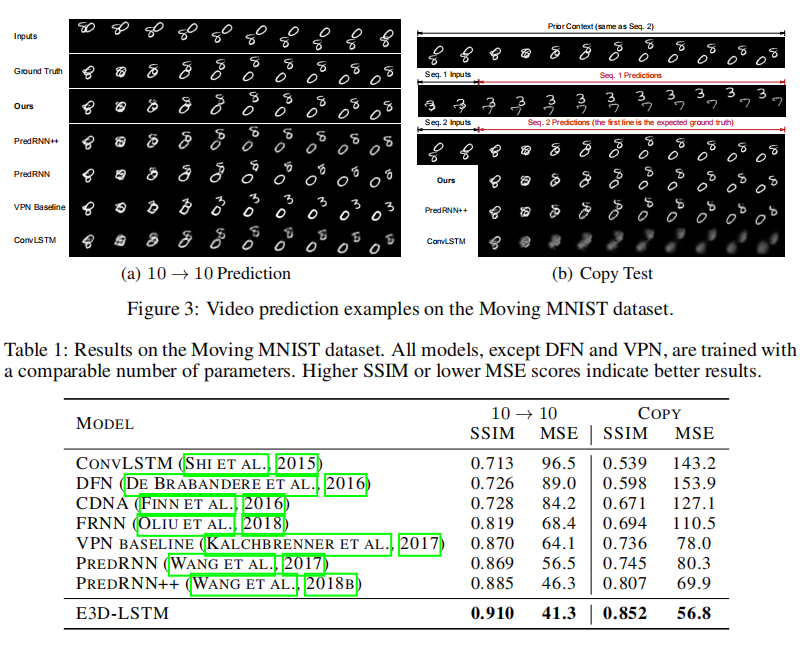 Inputs
Ground Truth
Ours
PredRNN++
PredRNN
VPN Baseline
ConvLSTM
(a) 10 → 10 Prediction
Prior Context (same as Seq. 2)
Seq. 1 Inputs Seq. 1 Predictions
Seq. 2 Inputs Seq. 2 Predictions (the first line is the expected ground truth)
Ours
PredRNN++
ConvLSTM
(b) Copy Test
Figure 3: Video prediction examples on the Moving MNIST dataset.
Table 1: Results on the Moving MNIST dataset. All models, except DFN and VPN, are trained with
a comparable number of parameters. Higher SSIM or lower MSE scores indicate better results.
MODEL 10 → 10 COPY
SSIM MSE SSIM MSE
CONVLSTM (SHI ET AL., 2015) 0.713 96.5 0.539 143.2
DFN (DE BRABANDERE ET AL., 2016) 0.726 89.0 0.598 153.9
CDNA (FINN ET AL., 2016) 0.728 84.2 0.671 127.1
FRNN (OLIU ET AL., 2018) 0.819 68.4 0.694 110.5
VPN BASELINE (KALCHBRENNER ET AL., 2017) 0.870 64.1 0.736 78.0
PREDRNN (WANG ET AL., 2017) 0.869 56.5 0.745 80.3
PREDRNN++ (WANG ET AL., 2018B) 0.885 46.3 0.807 69.9
E3D-LSTM 0.910 41.3 0.852 56.8